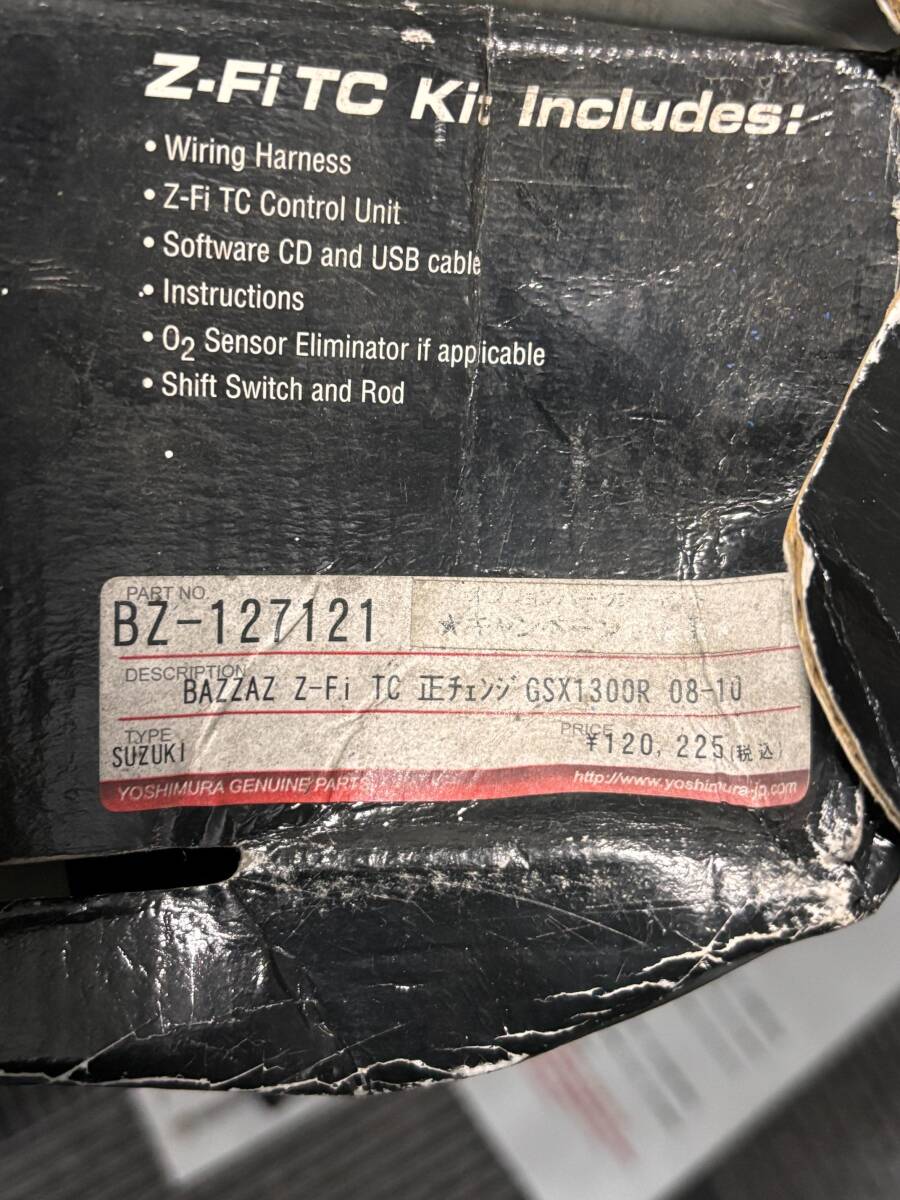 Z-Fi TC Kit Includes:
• Wiring Harness
• Z-Fi TC Control Unit
• Software CD and USB cable
• Instructions
• O2 Sensor Eliminator if applicable
• Shift Switch and Rod
PART NO.
BZ-127121
★キャンペーン
DESCRIPTION
BAZZAZ Z-Fi TC 正チェンジ GSX1300R 08-10
TYPE
SUZUKI
PRICE
¥120,225(税込)
YOSHIMURA GENUINE PARTS
http://www.yoshimura-jp.com